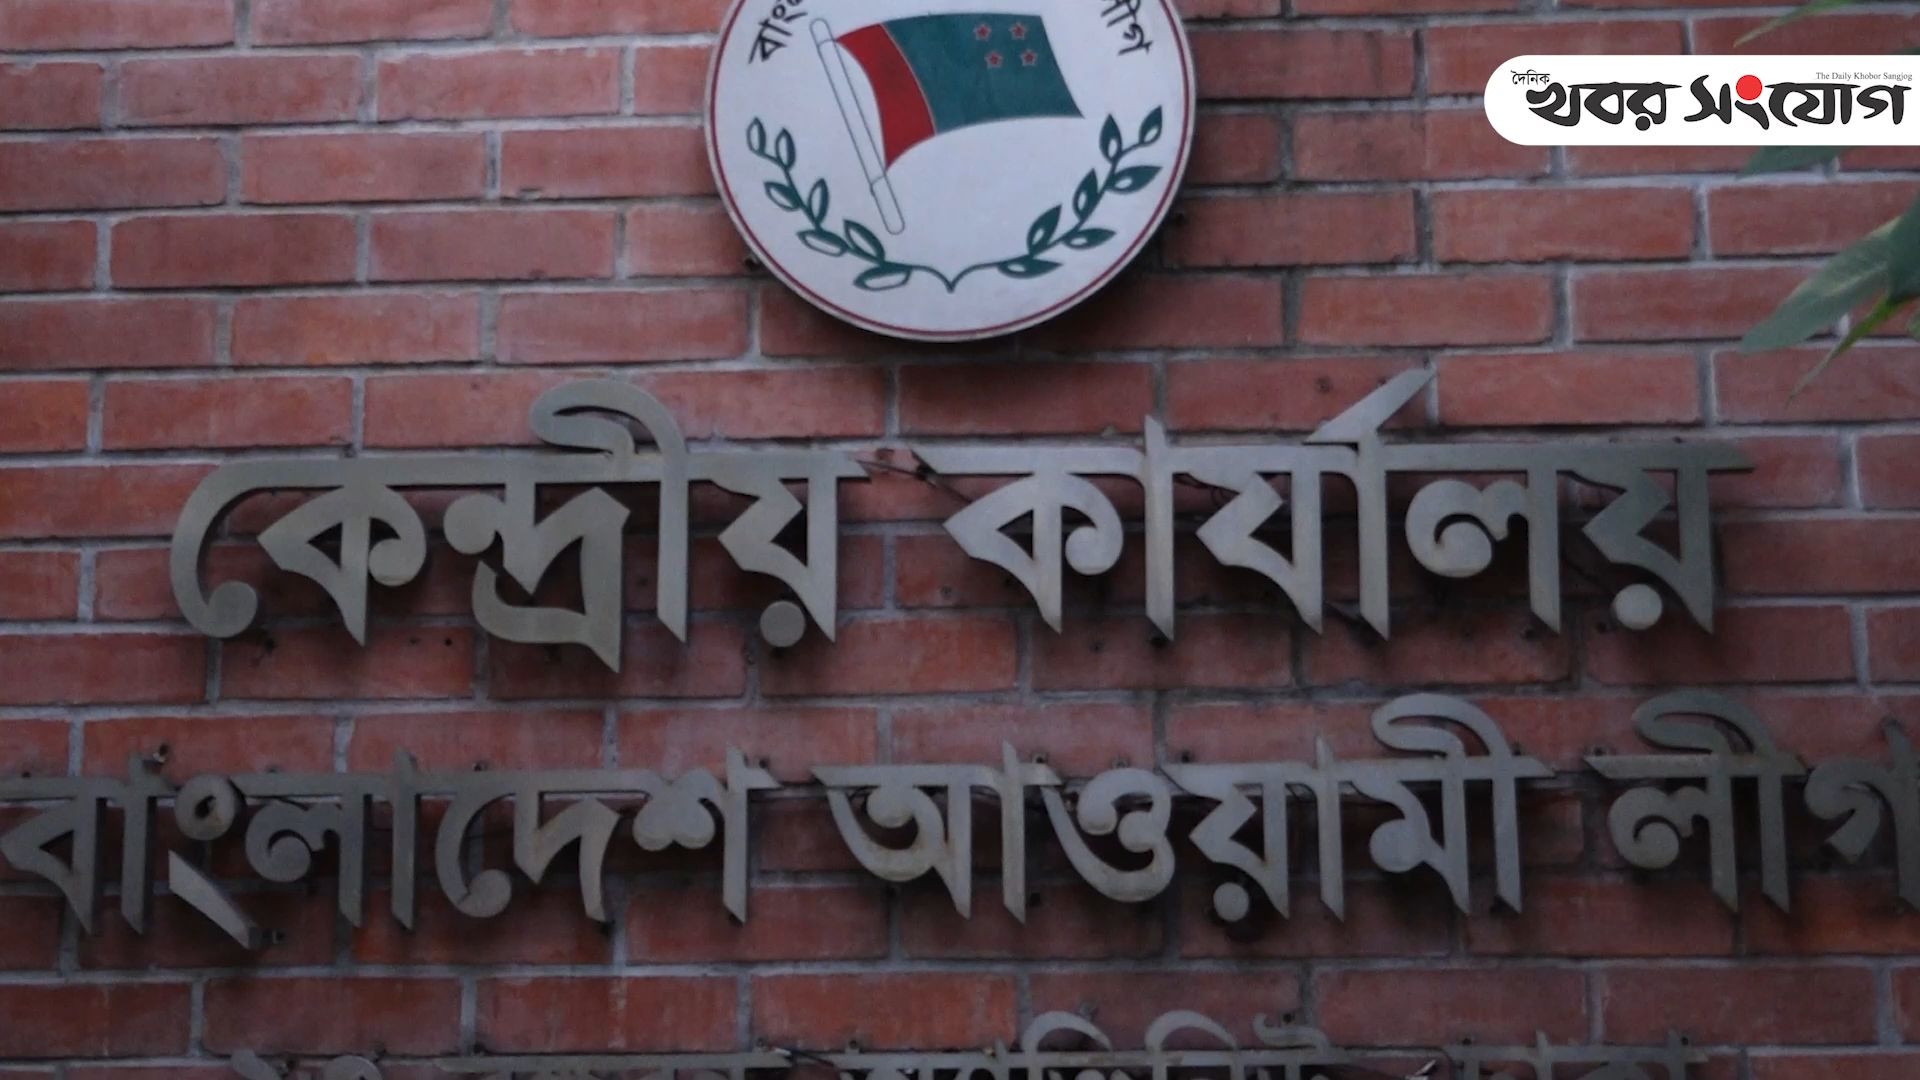 দৈনিক
The Daily Khobor Sangjog
খবর সংযোগ
কেন্দ্রীয় কার্যালয়
বাংলাদেশ আওয়ামী লীগ